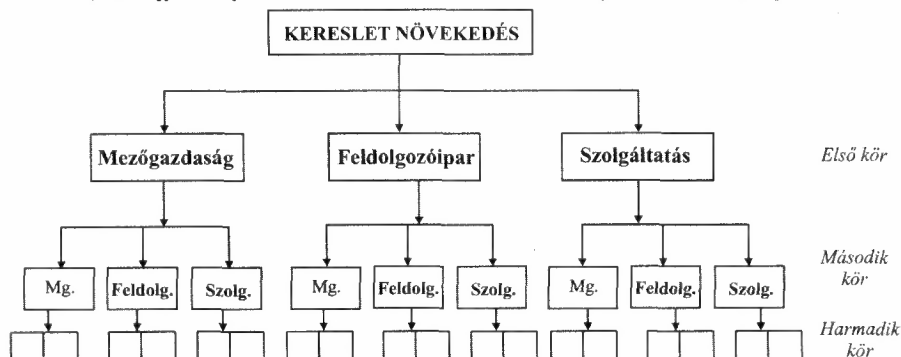 KERESLET NÖVEKEDÉS
Mezőgazdaság
Feldolgozóipar
Szolgáltatás
Első kör
Mg.
Feldolg.
Szolg.
Mg.
Feldolg.
Szolg.
Mg.
Feldolg.
Szolg.
Második
kör
Harmadik
kör